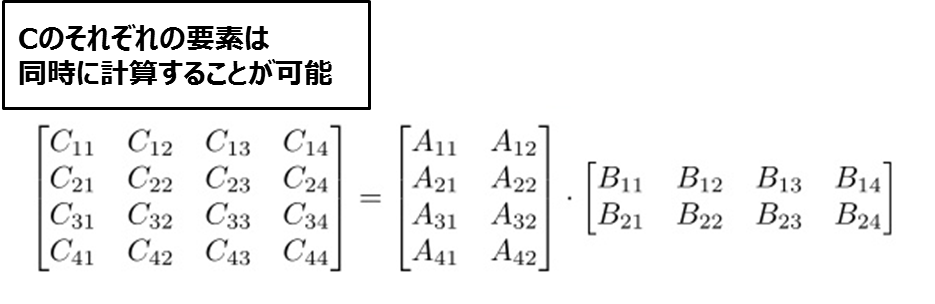 Cのそれぞれの要素は
同時に計算することが可能
C11 C12 C13 C14 A11 A12
C21 C22 C23 C24 = A21 A22 · B11 B12 B13 B14
C31 C32 C33 C34 A31 A32 B21 B22 B23 B24
C41 C42 C43 C44 A41 A42